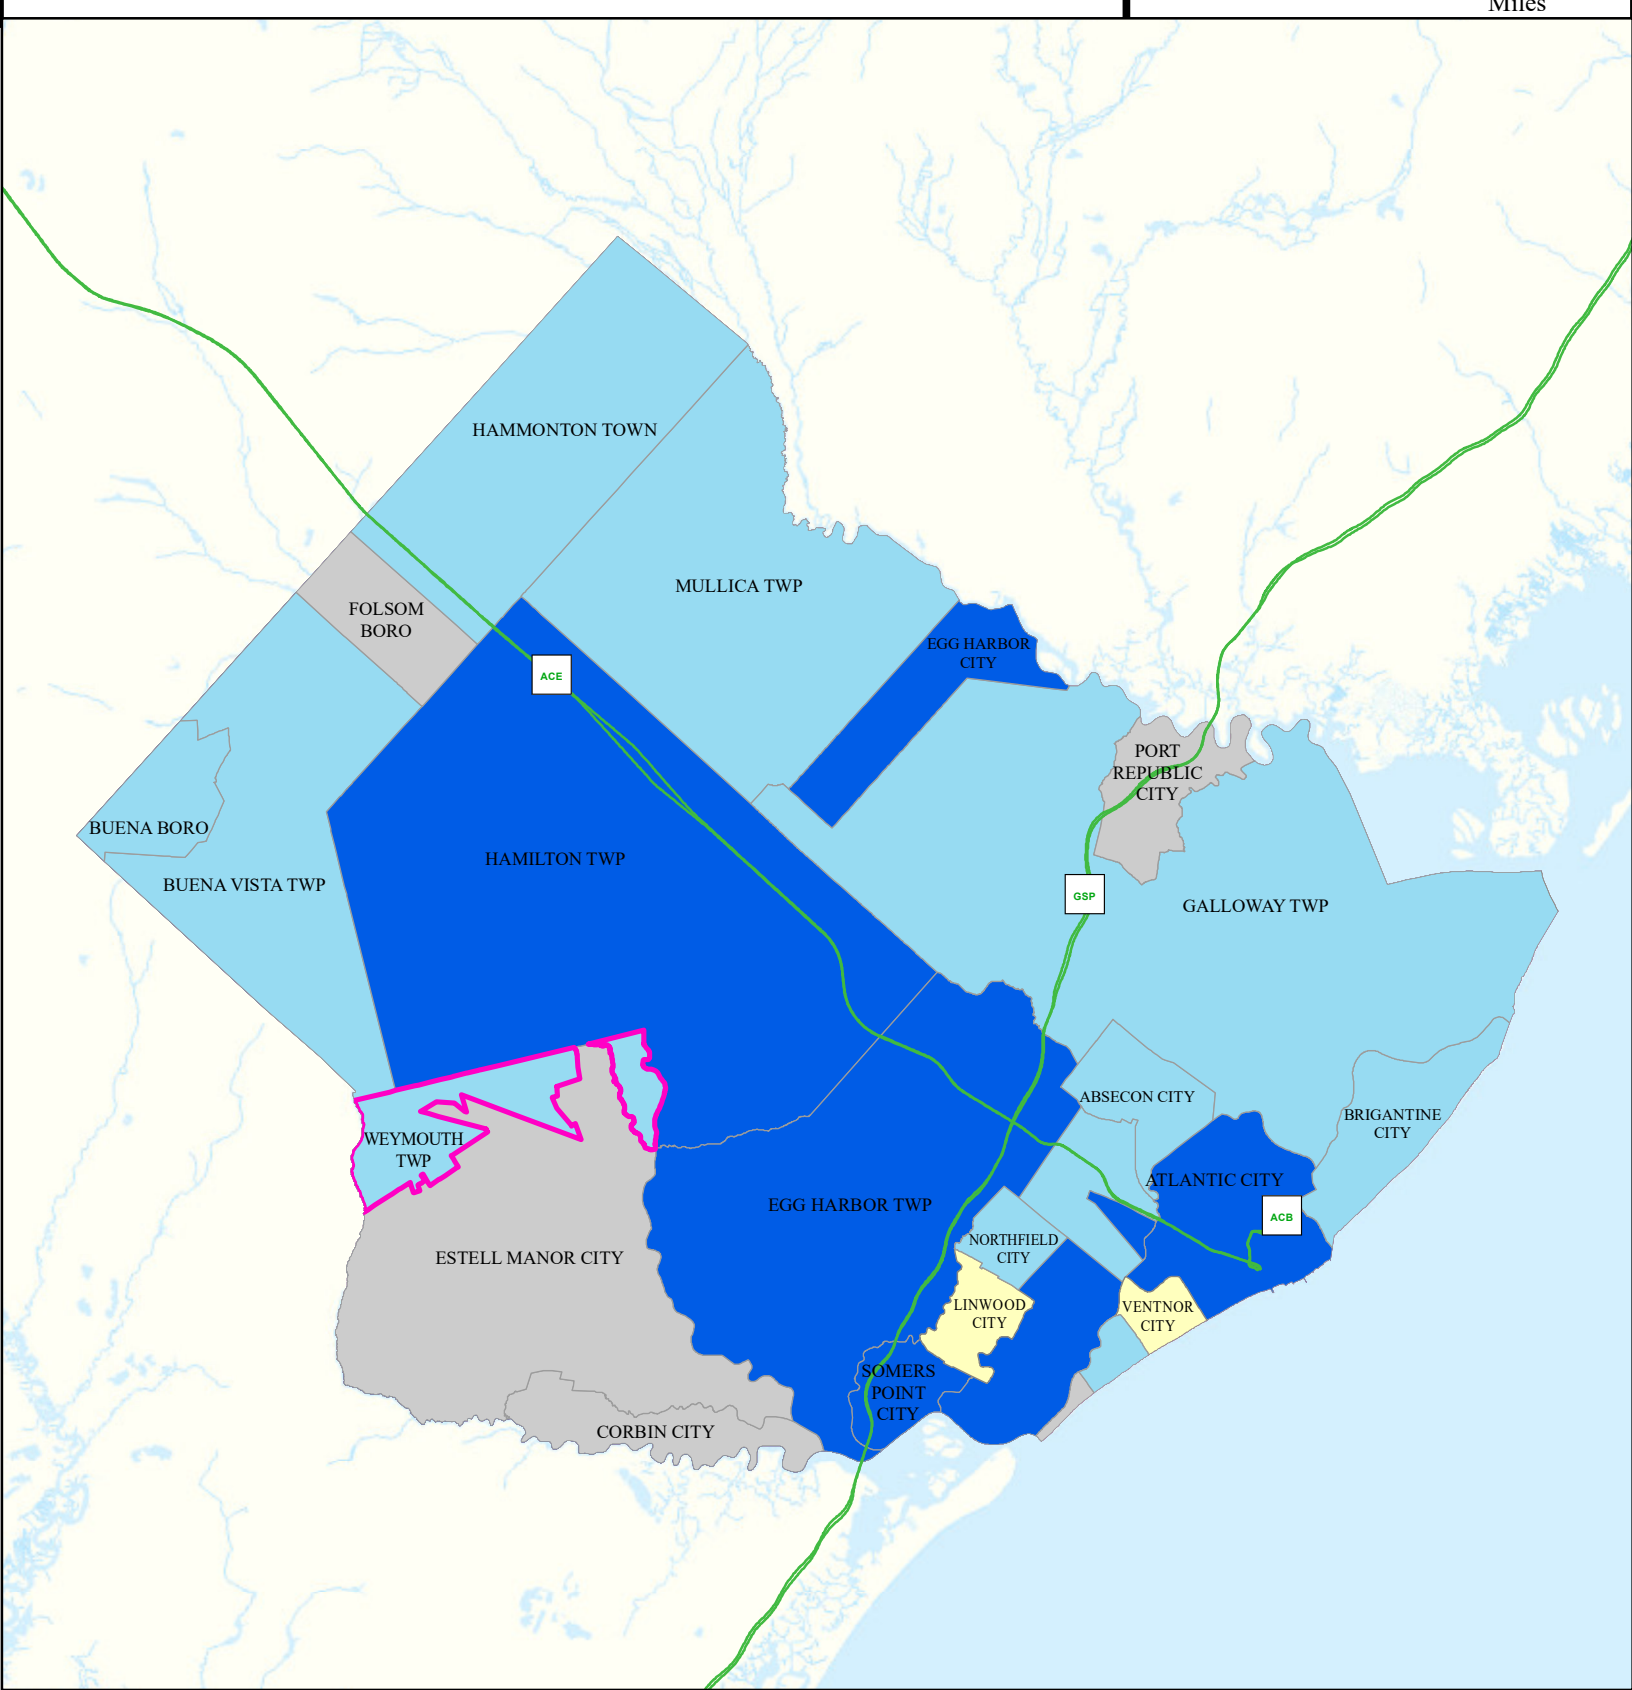 Miles
HAMMONTON TOWN
MULLICA TWP
FOLSOM
BORO
EGG HARBOR
CITY
ACE
PORT
REPUBLIC
CITY
BUENA BORO
HAMILTON TWP
BUENA VISTA TWP
GSP
GALLOWAY TWP
ABSECON CITY
BRIGANTINE
CITY
WEYMOUTH
TWP
ATLANTIC CITY
EGG HARBOR TWP
ACB
NORTHFIELD
CITY
ESTELL MANOR CITY
LINWOOD
CITY
VENTNOR
CITY
SOMERS
POINT
CITY
CORBIN CITY